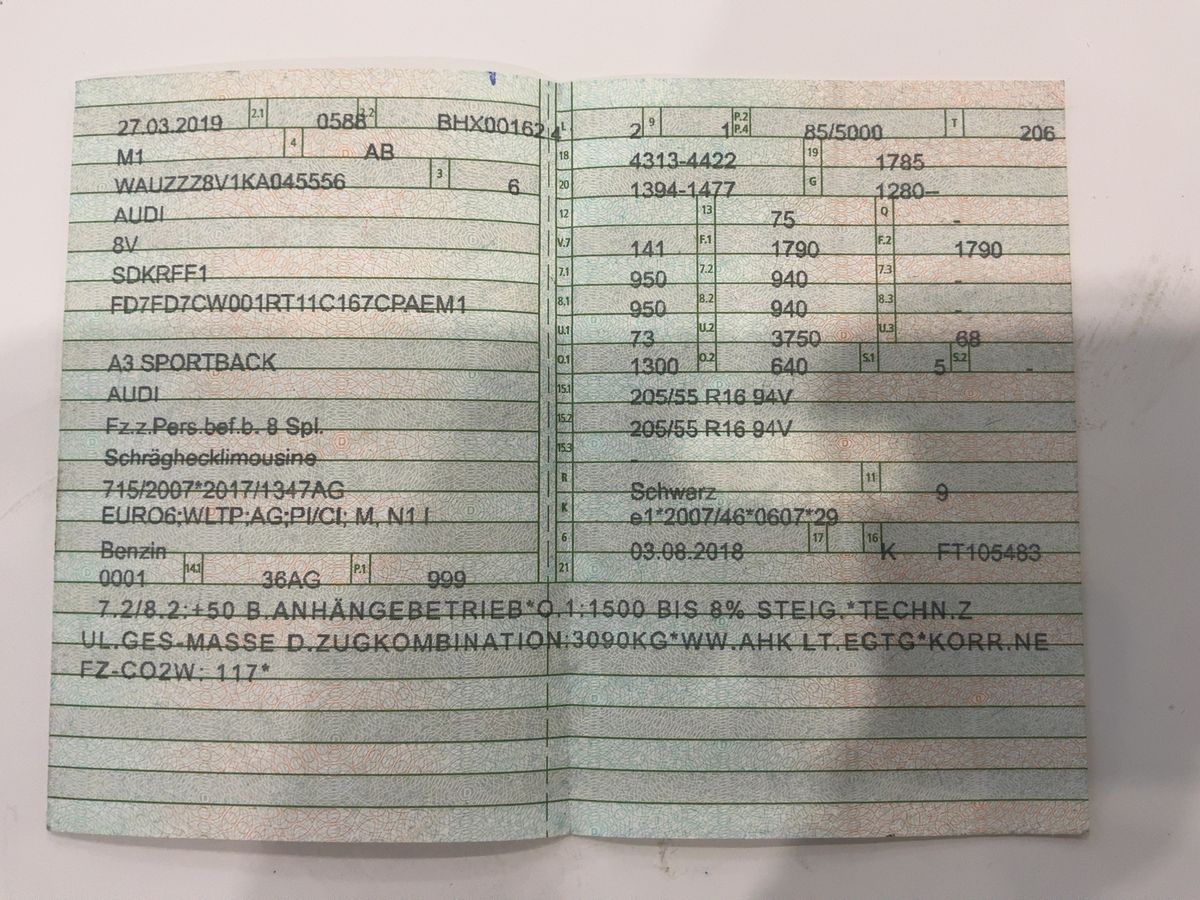 27.03.2019 2.1 0588 2.2 BHX00162 4
M1 4 AB
WAUZZZ8V1KA045556 3 6
AUDI
8V
SDKRFF1
FD7FD7CW001RT11C167CPAEM1
A3 SPORTBACK
AUDI
Fz.z.Pers.bef.b. 8 Spl.
Schräghecklimousine
715/2007*2017/1347AG
EURO6;WLTP;AG;PI/CI; M, N1 I
Benzin
0001 14.1 36AG P.1 999
L 2 9 1 P.2 P.4 85/5000 T 206
18 4313-4422 19 1785
20 1394-1477 G 1280–
12 13 75 Q -
V.7 141 F.1 1790 F.2 1790
7.1 950 7.2 940 7.3 -
8.1 950 8.2 940 8.3 -
U.1 73 U.2 3750 U.3 68
O.1 1300 O.2 640 S.1 5 S.2 -
15.1 205/55 R16 94V
15.2 205/55 R16 94V
15.3 -
R Schwarz 11 9
K e1*2007/46*0607*29
6 03.08.2018 17 K 16 FT105483
21
7.2/8.2:+50 B.ANHÄNGEBETRIEB*O.1:1500 BIS 8% STEIG.*TECHN.Z
UL.GES-MASSE D.ZUGKOMBINATION:3090KG*WW.AHK LT.EGTG*KORR.NE
FZ-CO2W: 117*